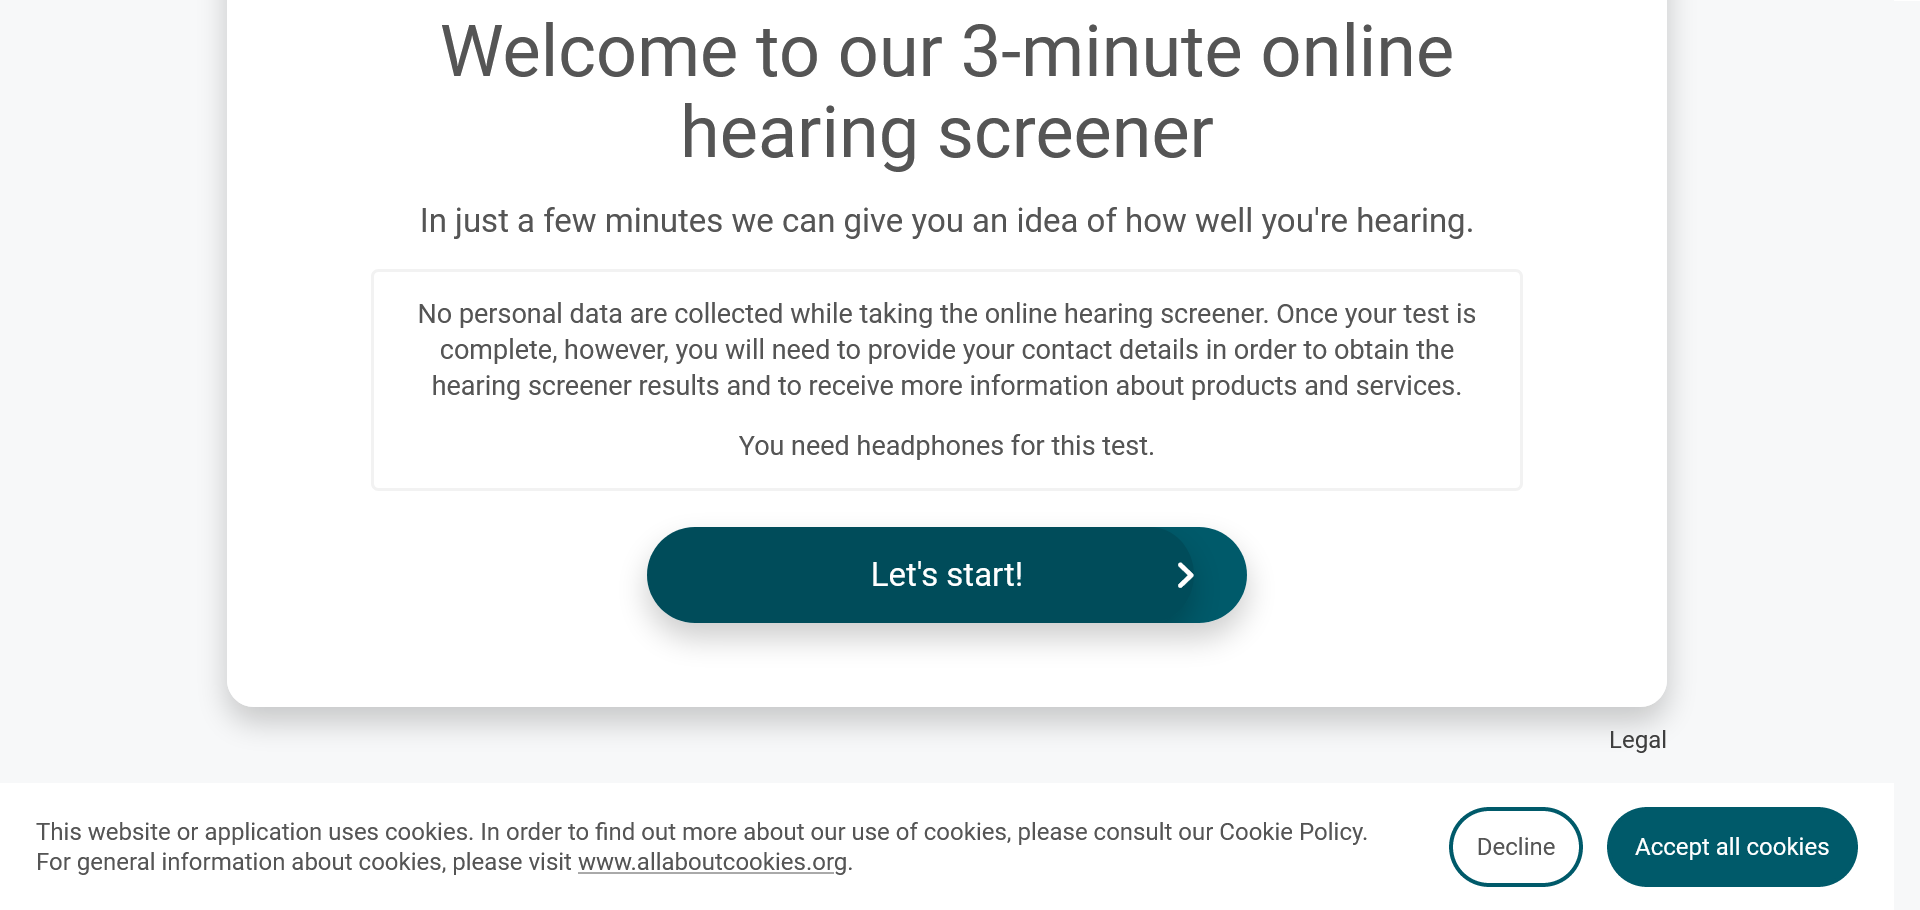 Welcome to our 3-minute online
hearing screener
In just a few minutes we can give you an idea of how well you're hearing.
No personal data are collected while taking the online hearing screener. Once your test is
complete, however, you will need to provide your contact details in order to obtain the
hearing screener results and to receive more information about products and services.
You need headphones for this test.
Let's start!
Legal
This website or application uses cookies. In order to find out more about our use of cookies, please consult our Cookie Policy.
For general information about cookies, please visit www.allaboutcookies.org.
Decline
Accept all cookies